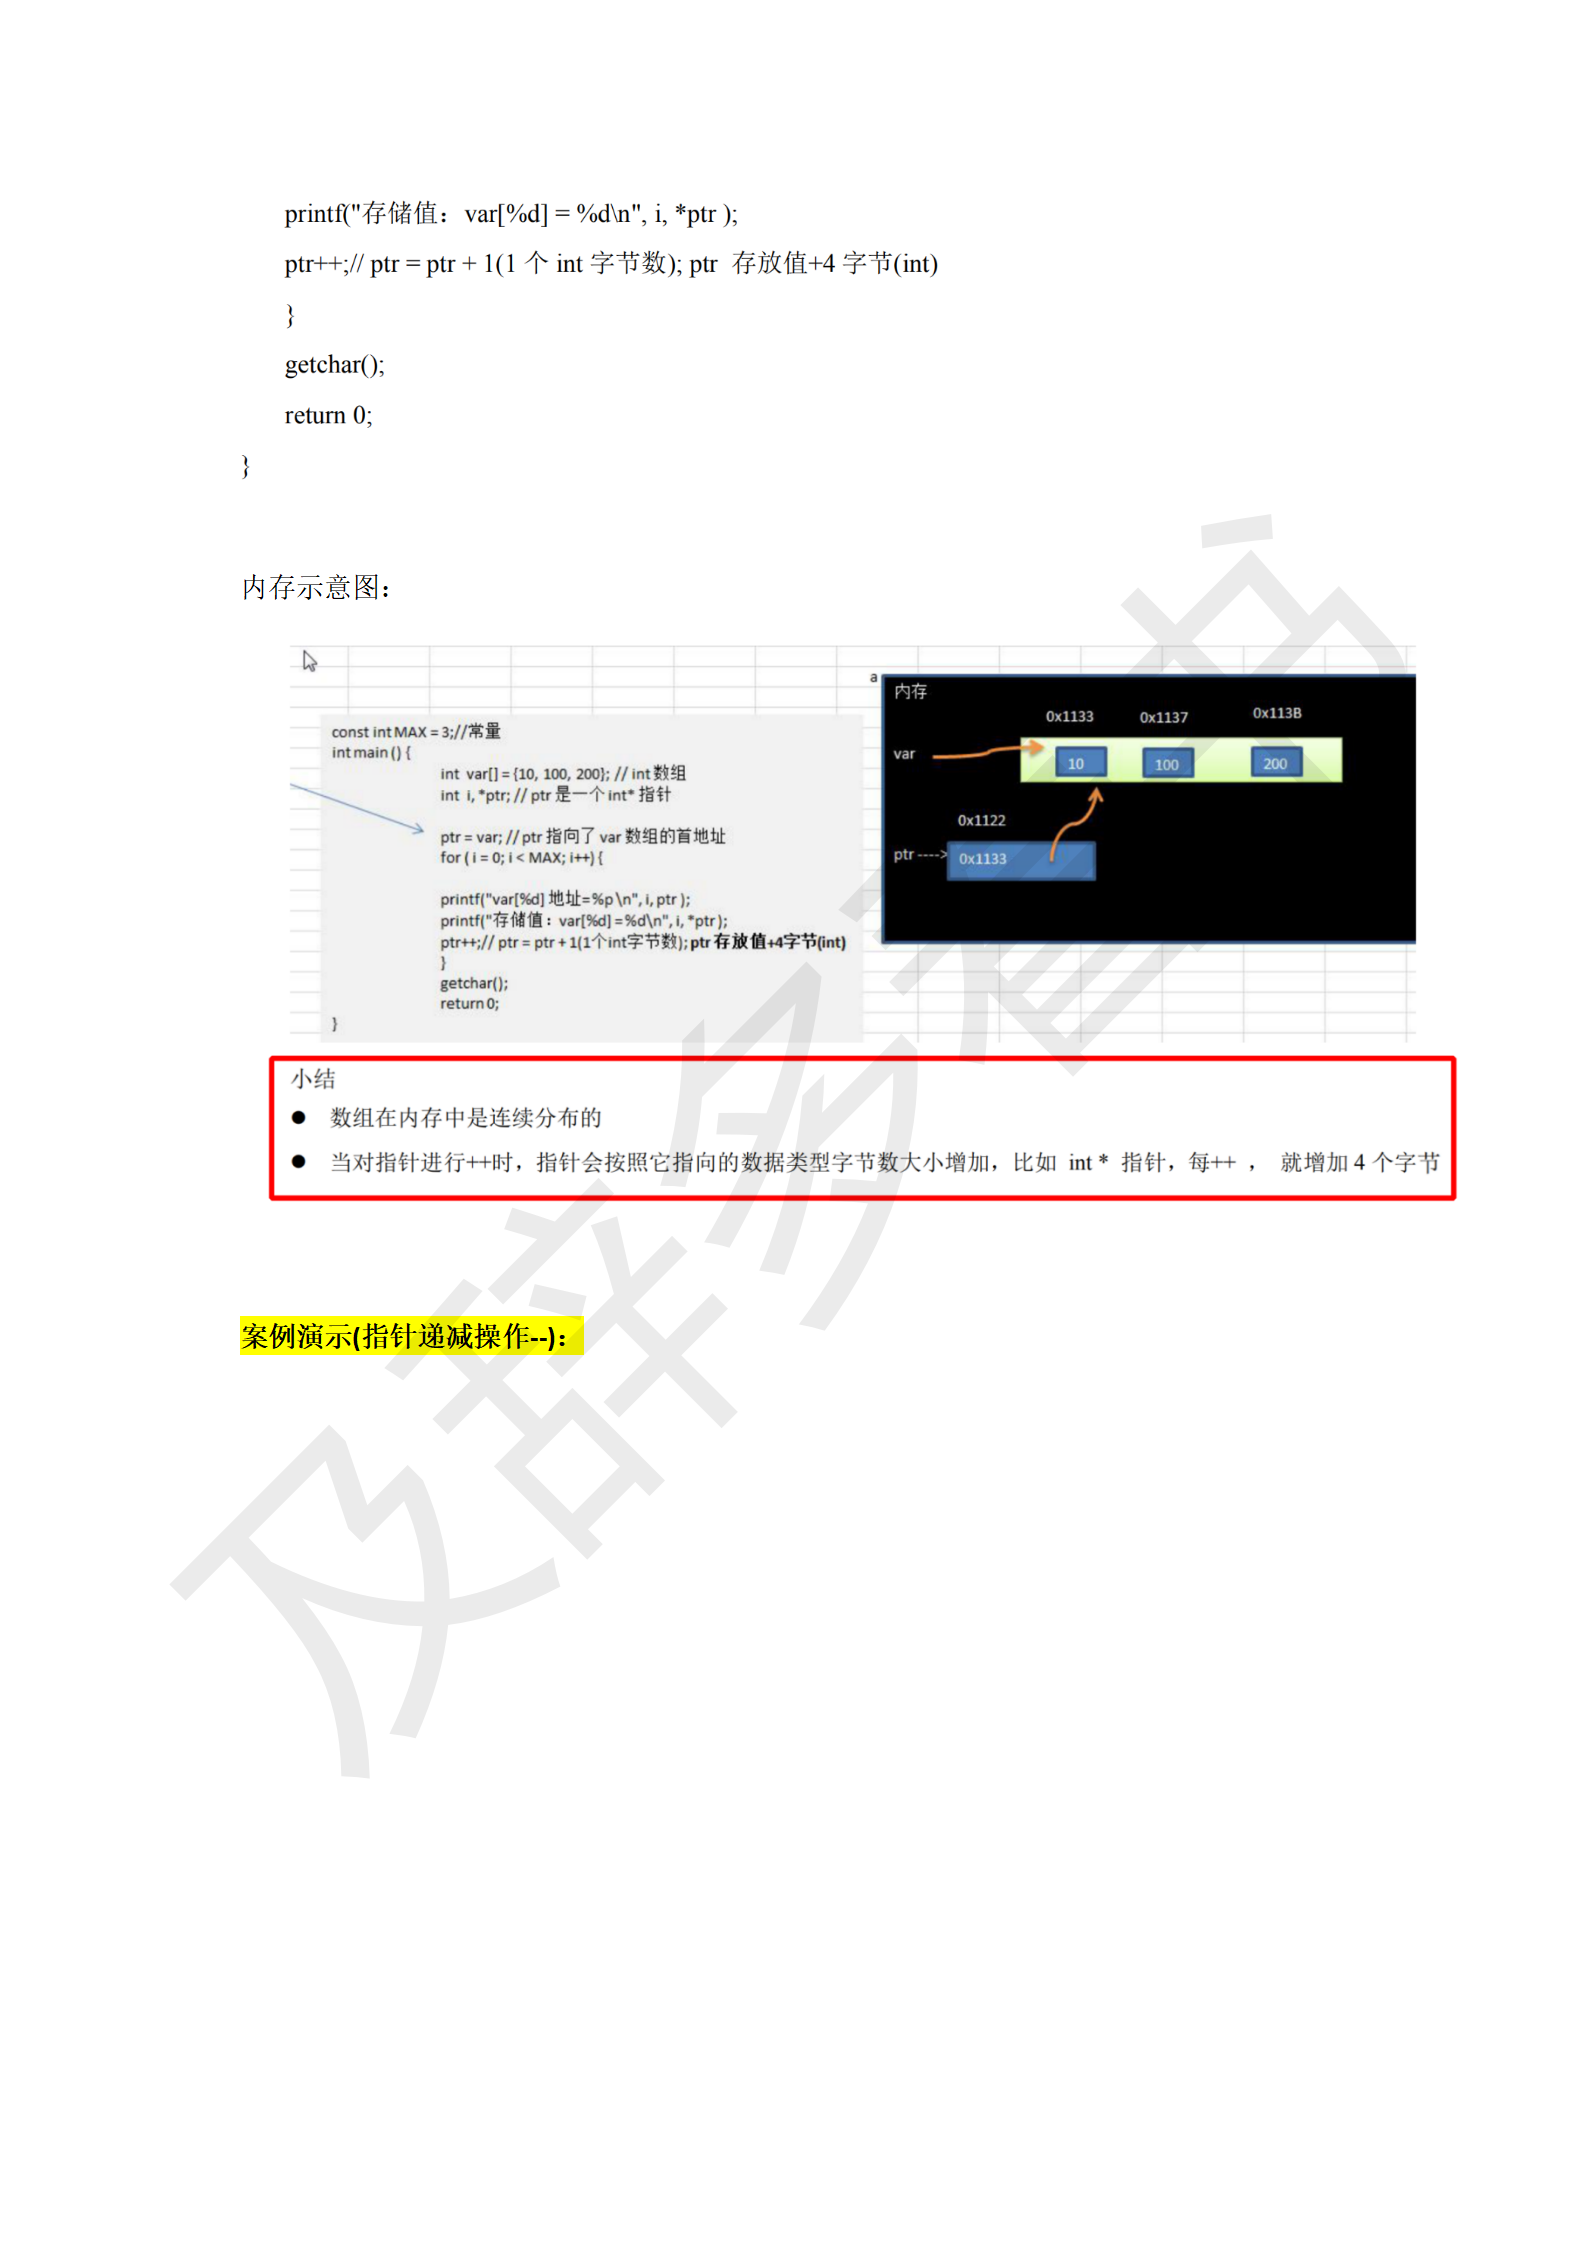 printf("存储值：var[%d] = %d\n", i, *ptr );
ptr++;// ptr = ptr + 1(1 个 int 字节数); ptr 存放值+4 字节(int)
}
getchar();
return 0;
}
内存示意图：
const int MAX = 3;//常量
int main () {
int var[] = {10, 100, 200}; // int 数组
int i, *ptr; // ptr 是一个 int* 指针
ptr = var; // ptr 指向了 var 数组的首地址
for ( i = 0; i < MAX; i++) {
printf("var[%d] 地址=%p \n", i, ptr );
printf("存储值：var[%d] = %d\n", i, *ptr );
ptr++;// ptr = ptr + 1(1个int字节数); ptr 存放值+4字节(int)
}
getchar();
return 0;
}
a
内存
0x1133 0x1137 0x113B
var
10 100 200
0x1122
ptr ---->
0x1133
小结
● 数组在内存中是连续分布的
● 当对指针进行++时，指针会按照它指向的数据类型字节数大小增加，比如 int * 指针，每++ ， 就增加 4 个字节
案例演示(指针递减操作--)：
及辞多看书